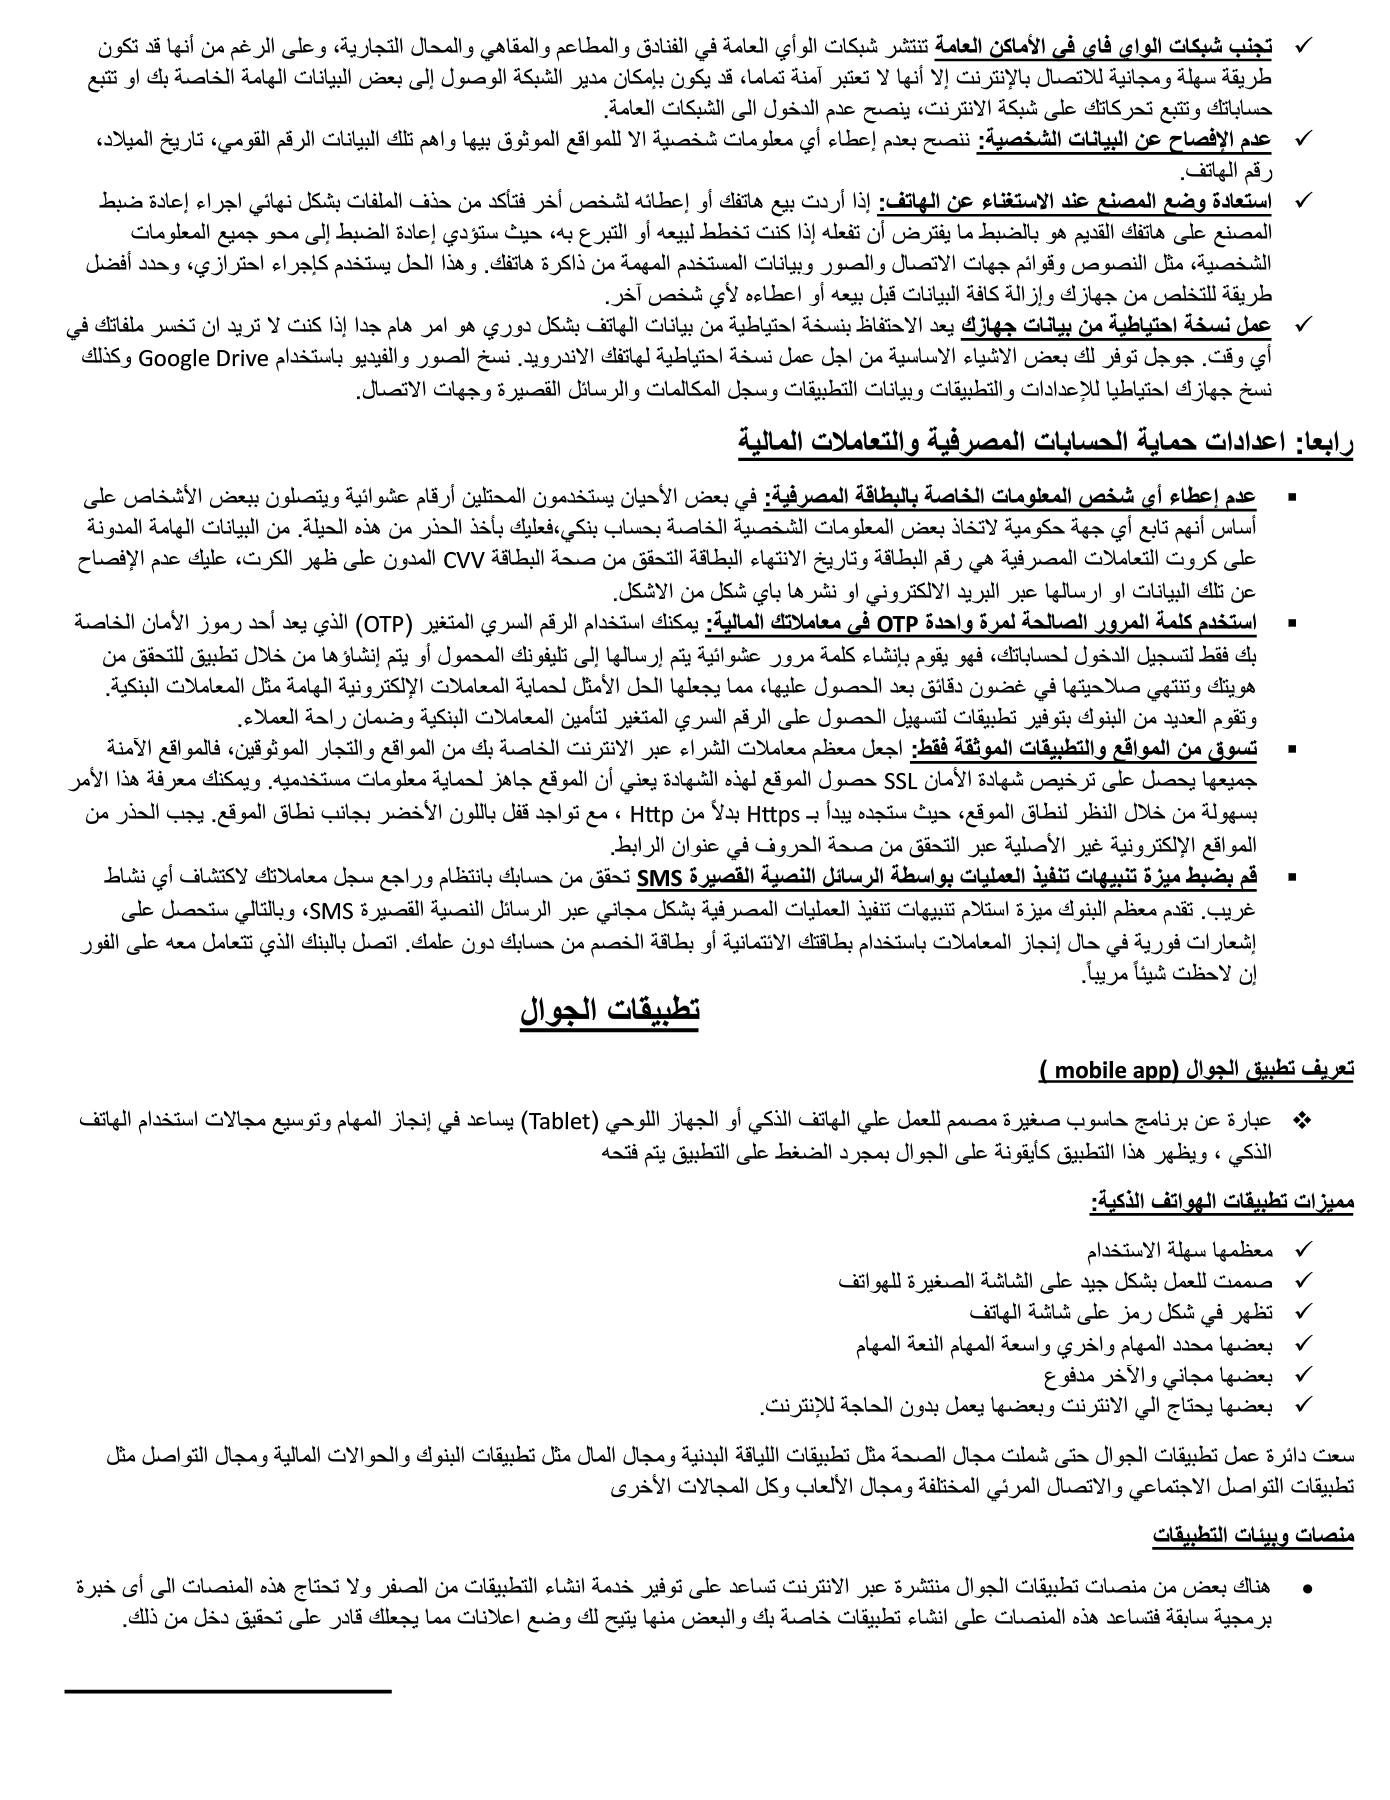 ✓ تجنب شبكات الواي فاي في الأماكن العامة تنتشر شبكات الوأي العامة في الفنادق والمطاعم والمقاهي والمحال التجارية، وعلى الرغم من أنها قد تكون
طريقة سهلة ومجانية للاتصال بالإنترنت إلا أنها لا تعتبر آمنة تماما، قد يكون بإمكان مدير الشبكة الوصول إلى بعض البيانات الهامة الخاصة بك او تتبع
حساباتك وتتبع تحركاتك على شبكة الانترنت، ينصح عدم الدخول الى الشبكات العامة.
✓ عدم الإفصاح عن البيانات الشخصية: ننصح بعدم إعطاء أي معلومات شخصية الا للمواقع الموثوق بيها واهم تلك البيانات الرقم القومي، تاريخ الميلاد،
رقم الهاتف.
✓ استعادة وضع المصنع عند الاستغناء عن الهاتف: إذا أردت بيع هاتفك أو إعطائه لشخص أخر فتأكد من حذف الملفات بشكل نهائي اجراء إعادة ضبط
المصنع على هاتفك القديم هو بالضبط ما يفترض أن تفعله إذا كنت تخطط لبيعه أو التبرع به، حيث ستؤدي إعادة الضبط إلى محو جميع المعلومات
الشخصية، مثل النصوص وقوائم جهات الاتصال والصور وبيانات المستخدم المهمة من ذاكرة هاتفك. وهذا الحل يستخدم كإجراء احترازي، وحدد أفضل
طريقة للتخلص من جهازك وإزالة كافة البيانات قبل بيعه أو اعطاءه لأي شخص آخر.
✓ عمل نسخة احتياطية من بيانات جهازك يعد الاحتفاظ بنسخة احتياطية من بيانات الهاتف بشكل دوري هو امر هام جدا إذا كنت لا تريد ان تخسر ملفاتك في
أي وقت. جوجل توفر لك بعض الاشياء الاساسية من اجل عمل نسخة احتياطية لهاتفك الاندرويد. نسخ الصور والفيديو باستخدام Google Drive وكذلك
نسخ جهازك احتياطيا للإعدادات والتطبيقات وبيانات التطبيقات وسجل المكالمات والرسائل القصيرة وجهات الاتصال.
رابعا: اعدادات حماية الحسابات المصرفية والتعاملات المالية
▪ عدم إعطاء أي شخص المعلومات الخاصة بالبطاقة المصرفية: في بعض الأحيان يستخدمون المحتلين أرقام عشوائية ويتصلون ببعض الأشخاص على
أساس أنهم تابع أي جهة حكومية لاتخاذ بعض المعلومات الشخصية الخاصة بحساب بنكي،فعليك بأخذ الحذر من هذه الحيلة. من البيانات الهامة المدونة
على كروت التعاملات المصرفية هي رقم البطاقة وتاريخ الانتهاء البطاقة التحقق من صحة البطاقة CVV المدون على ظهر الكرت، عليك عدم الإفصاح
عن تلك البيانات او ارسالها عبر البريد الالكتروني او نشرها باي شكل من الاشكل.
▪ استخدم كلمة المرور الصالحة لمرة واحدة OTP في معاملاتك المالية: يمكنك استخدام الرقم السري المتغير (OTP) الذي يعد أحد رموز الأمان الخاصة
بك فقط لتسجيل الدخول لحساباتك، فهو يقوم بإنشاء كلمة مرور عشوائية يتم إرسالها إلى تليفونك المحمول أو يتم إنشاؤها من خلال تطبيق للتحقق من
هويتك وتنتهي صلاحيتها في غضون دقائق بعد الحصول عليها، مما يجعلها الحل الأمثل لحماية المعاملات الإلكترونية الهامة مثل المعاملات البنكية.
وتقوم العديد من البنوك بتوفير تطبيقات لتسهيل الحصول على الرقم السري المتغير لتأمين المعاملات البنكية وضمان راحة العملاء.
▪ تسوق من المواقع والتطبيقات الموثقة فقط: اجعل معظم معاملات الشراء عبر الانترنت الخاصة بك من المواقع والتجار الموثوقين، فالمواقع الآمنة
جميعها يحصل على ترخيص شهادة الأمان SSL حصول الموقع لهذه الشهادة يعني أن الموقع جاهز لحماية معلومات مستخدميه. ويمكنك معرفة هذا الأمر
بسهولة من خلال النظر لنطاق الموقع، حيث ستجده يبدأ بـ Https بدلاً من Http ، مع تواجد قفل باللون الأخضر بجانب نطاق الموقع. يجب الحذر من
المواقع الإلكترونية غير الأصلية عبر التحقق من صحة الحروف في عنوان الرابط.
▪ قم بضبط ميزة تنبيهات تنفيذ العمليات بواسطة الرسائل النصية القصيرة SMS تحقق من حسابك بانتظام وراجع سجل معاملاتك لاكتشاف أي نشاط
غريب. تقدم معظم البنوك ميزة استلام تنبيهات تنفيذ العمليات المصرفية بشكل مجاني عبر الرسائل النصية القصيرة SMS، وبالتالي ستحصل على
إشعارات فورية في حال إنجاز المعاملات باستخدام بطاقتك الائتمانية أو بطاقة الخصم من حسابك دون علمك. اتصل بالبنك الذي تتعامل معه على الفور
إن لاحظت شيئاً مريباً.
تطبيقات الجوال
تعريف تطبيق الجوال (mobile app )
❖ عبارة عن برنامج حاسوب صغيرة مصمم للعمل علي الهاتف الذكي أو الجهاز اللوحي (Tablet) يساعد في إنجاز المهام وتوسيع مجالات استخدام الهاتف
الذكي ، ويظهر هذا التطبيق كأيقونة على الجوال بمجرد الضغط على التطبيق يتم فتحه
مميزات تطبيقات الهواتف الذكية:
✓ معظمها سهلة الاستخدام
✓ صممت للعمل بشكل جيد على الشاشة الصغيرة للهواتف
✓ تظهر في شكل رمز على شاشة الهاتف
✓ بعضها محدد المهام واخري واسعة المهام النعة المهام
✓ بعضها مجاني والآخر مدفوع
✓ بعضها يحتاج الي الانترنت وبعضها يعمل بدون الحاجة للإنترنت.
سعت دائرة عمل تطبيقات الجوال حتى شملت مجال الصحة مثل تطبيقات اللياقة البدنية ومجال المال مثل تطبيقات البنوك والحوالات المالية ومجال التواصل مثل
تطبيقات التواصل الاجتماعي والاتصال المرئي المختلفة ومجال الألعاب وكل المجالات الأخرى
منصات وبيئات التطبيقات
• هناك بعض من منصات تطبيقات الجوال منتشرة عبر الانترنت تساعد على توفير خدمة انشاء التطبيقات من الصفر ولا تحتاج هذه المنصات الى أى خبرة
برمجية سابقة فتساعد هذه المنصات على انشاء تطبيقات خاصة بك والبعض منها يتيح لك وضع اعلانات مما يجعلك قادر على تحقيق دخل من ذلك.